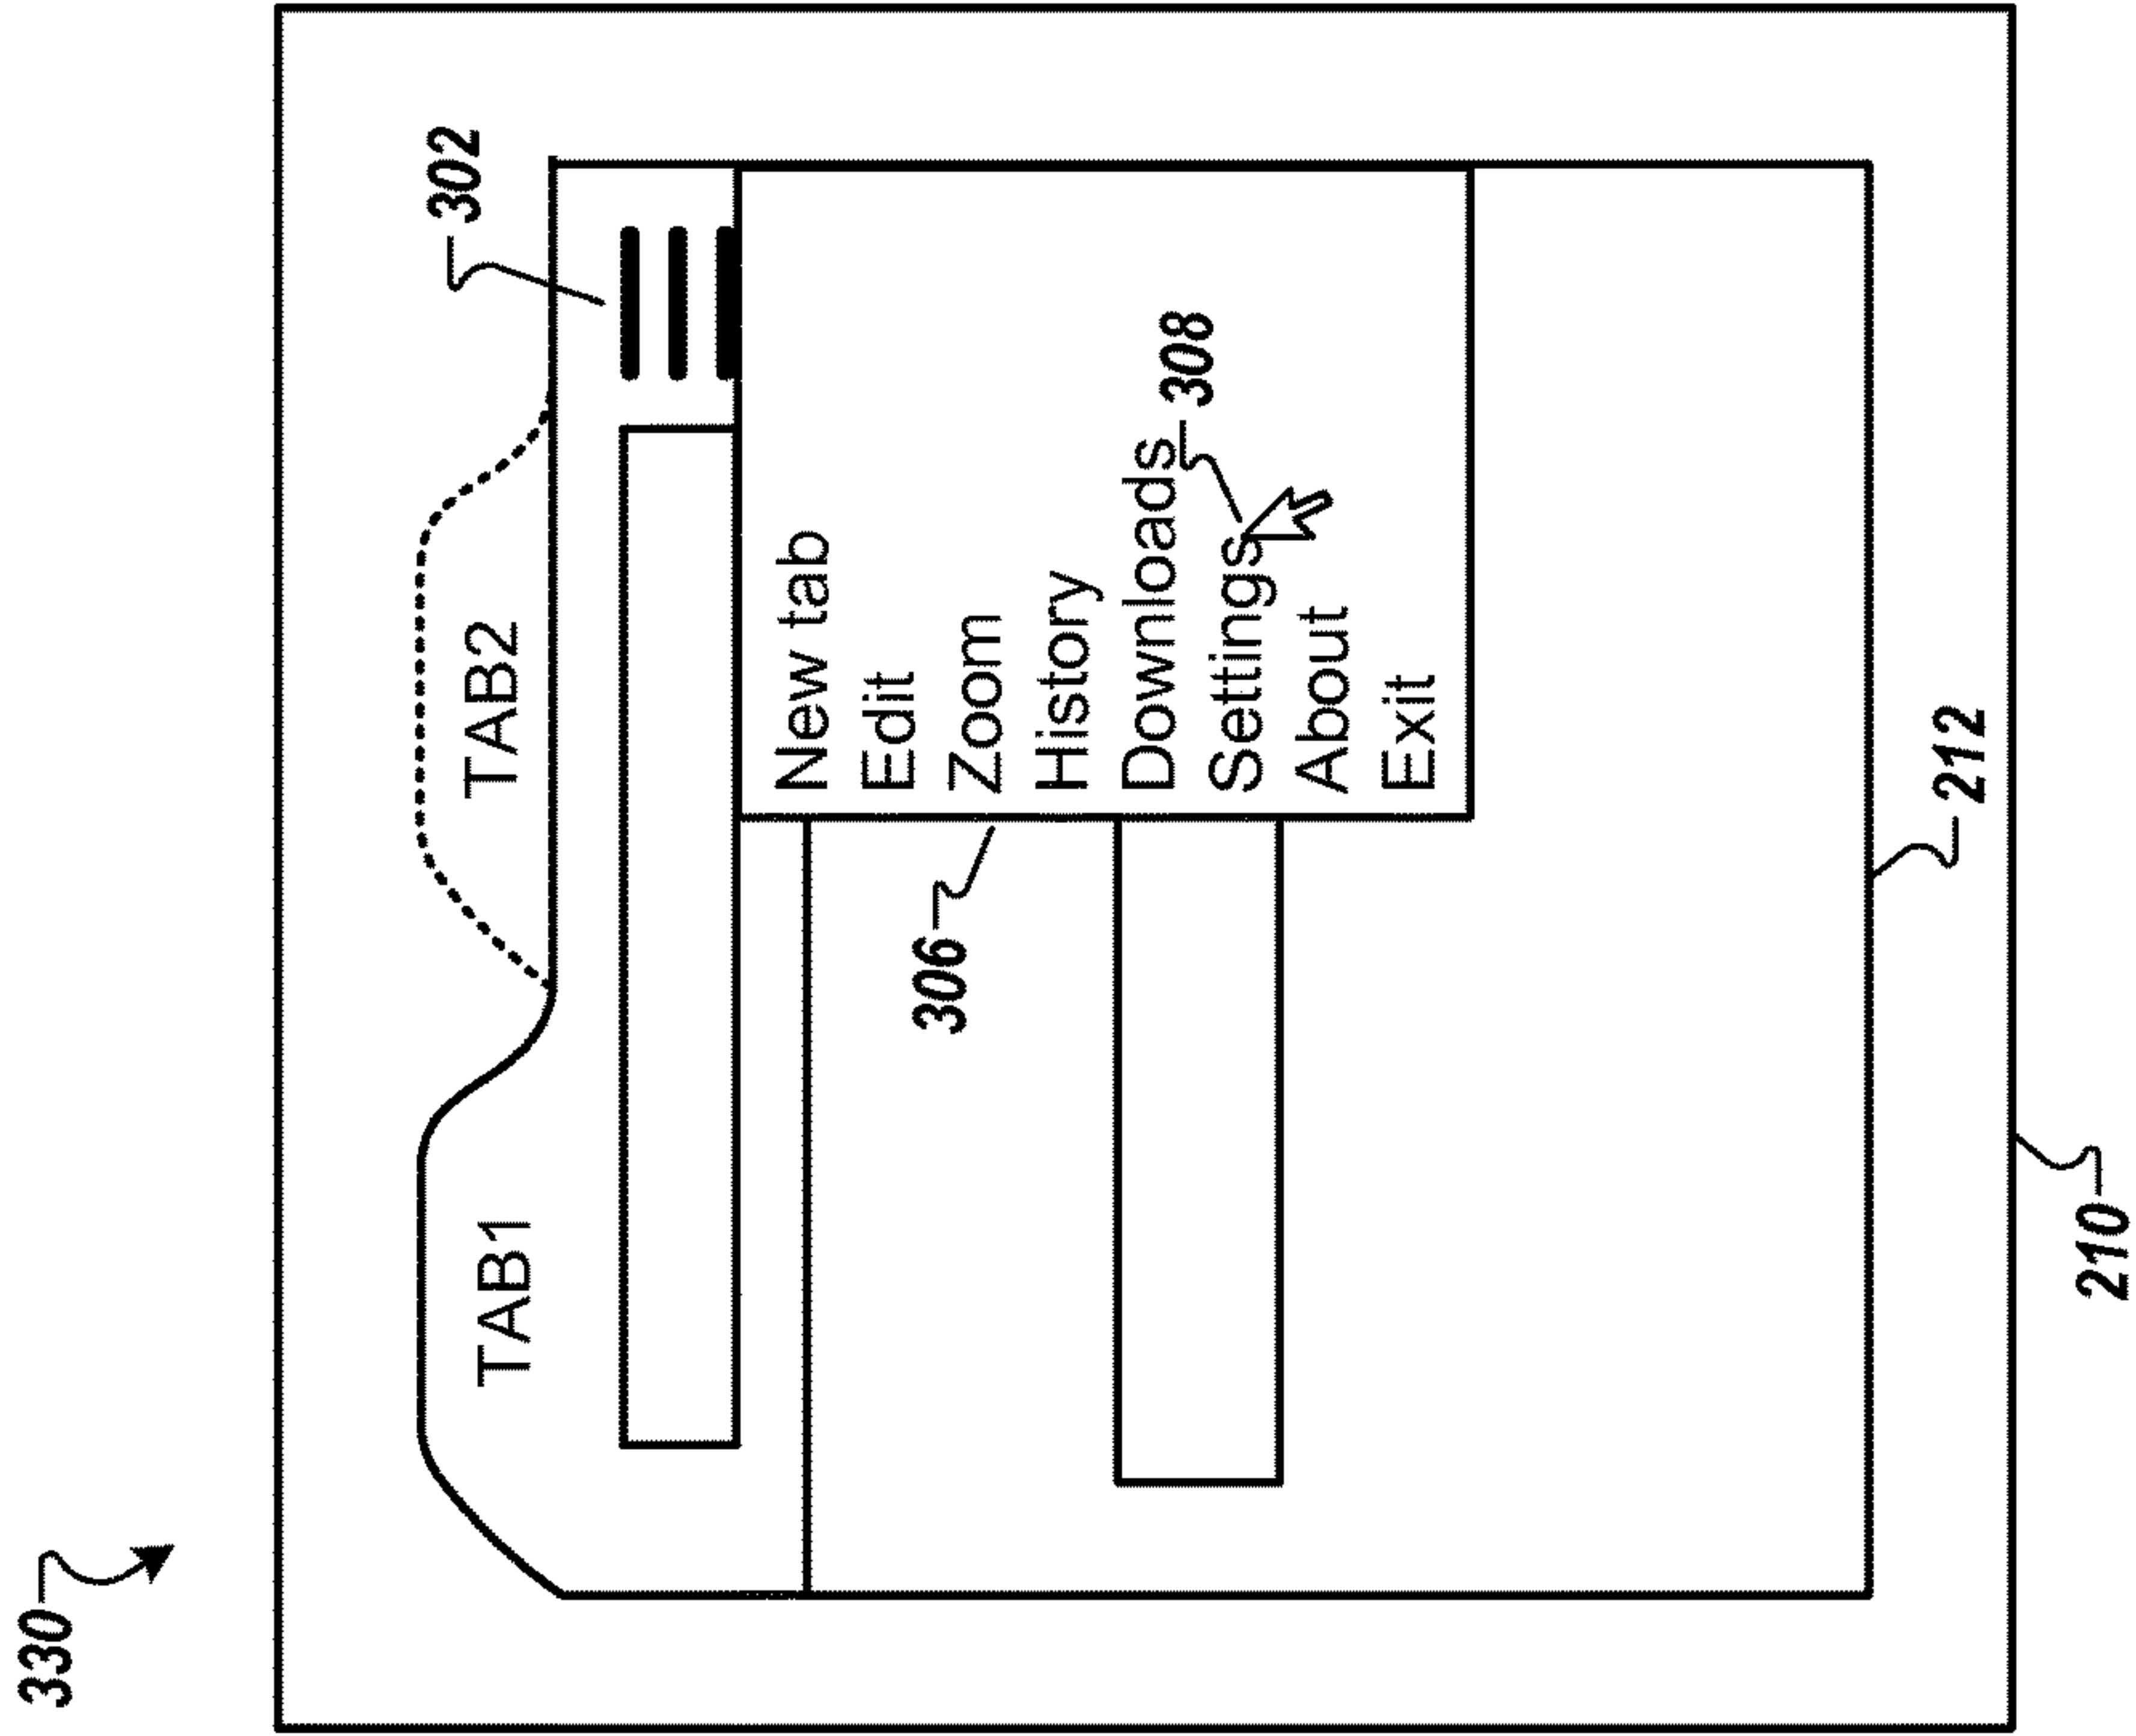 330
302
TAB1
TAB2
New tab
Edit
Zoom
306
History
Downloads
308
Settings
About
Exit
212
210